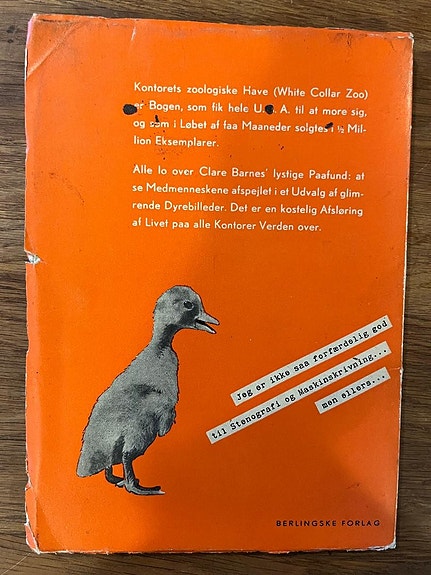 Kontorets zoologiske Have (White Collar Zoo)
er Bogen, som fik hele U. S. A. til at more sig,
og som i Løbet af faa Maaneder solgtes i ½ Mil-
lion Eksemplarer.
Alle lo over Clare Barnes' lystige Paafund: at
se Medmenneskene afspejlet i et Udvalg af glim-
rende Dyrebilleder. Det er en kostelig Afsløring
af Livet paa alle Kontorer Verden over.
Jeg er ikke saa forfærdelig god
til Stenografi og Maskinskrivning...
men ellers...
BERLINGSKE FORLAG